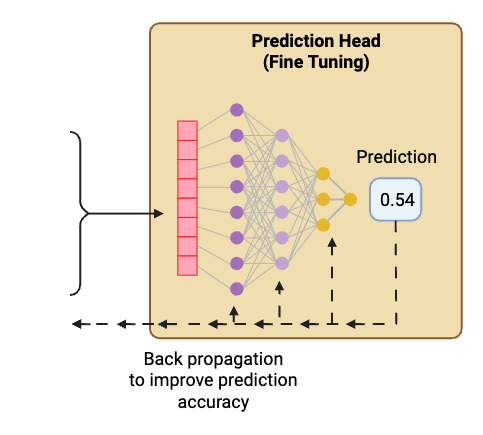 Prediction Head
(Fine Tuning)
Prediction
0.54
Back propagation
to improve prediction
accuracy